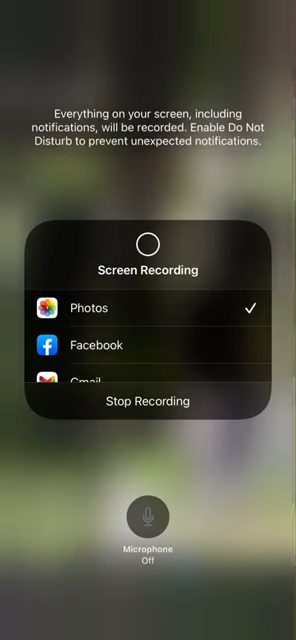 Everything on your screen, including
notifications, will be recorded. Enable Do Not
Disturb to prevent unexpected notifications.
Screen Recording
Photos
Facebook
Gmail
Stop Recording
Microphone
Off